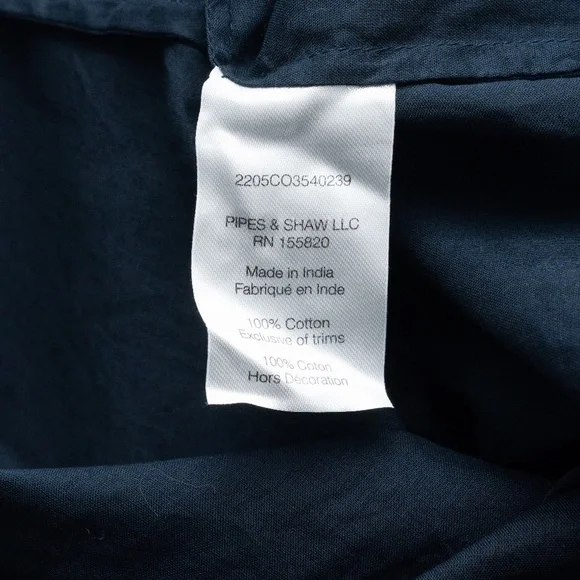 2205CO3540239
PIPES & SHAW LLC
RN 155820
Made in India
Fabriqué en Inde
100% Cotton
Exclusive of trims
100% Coton
Hors Décoration